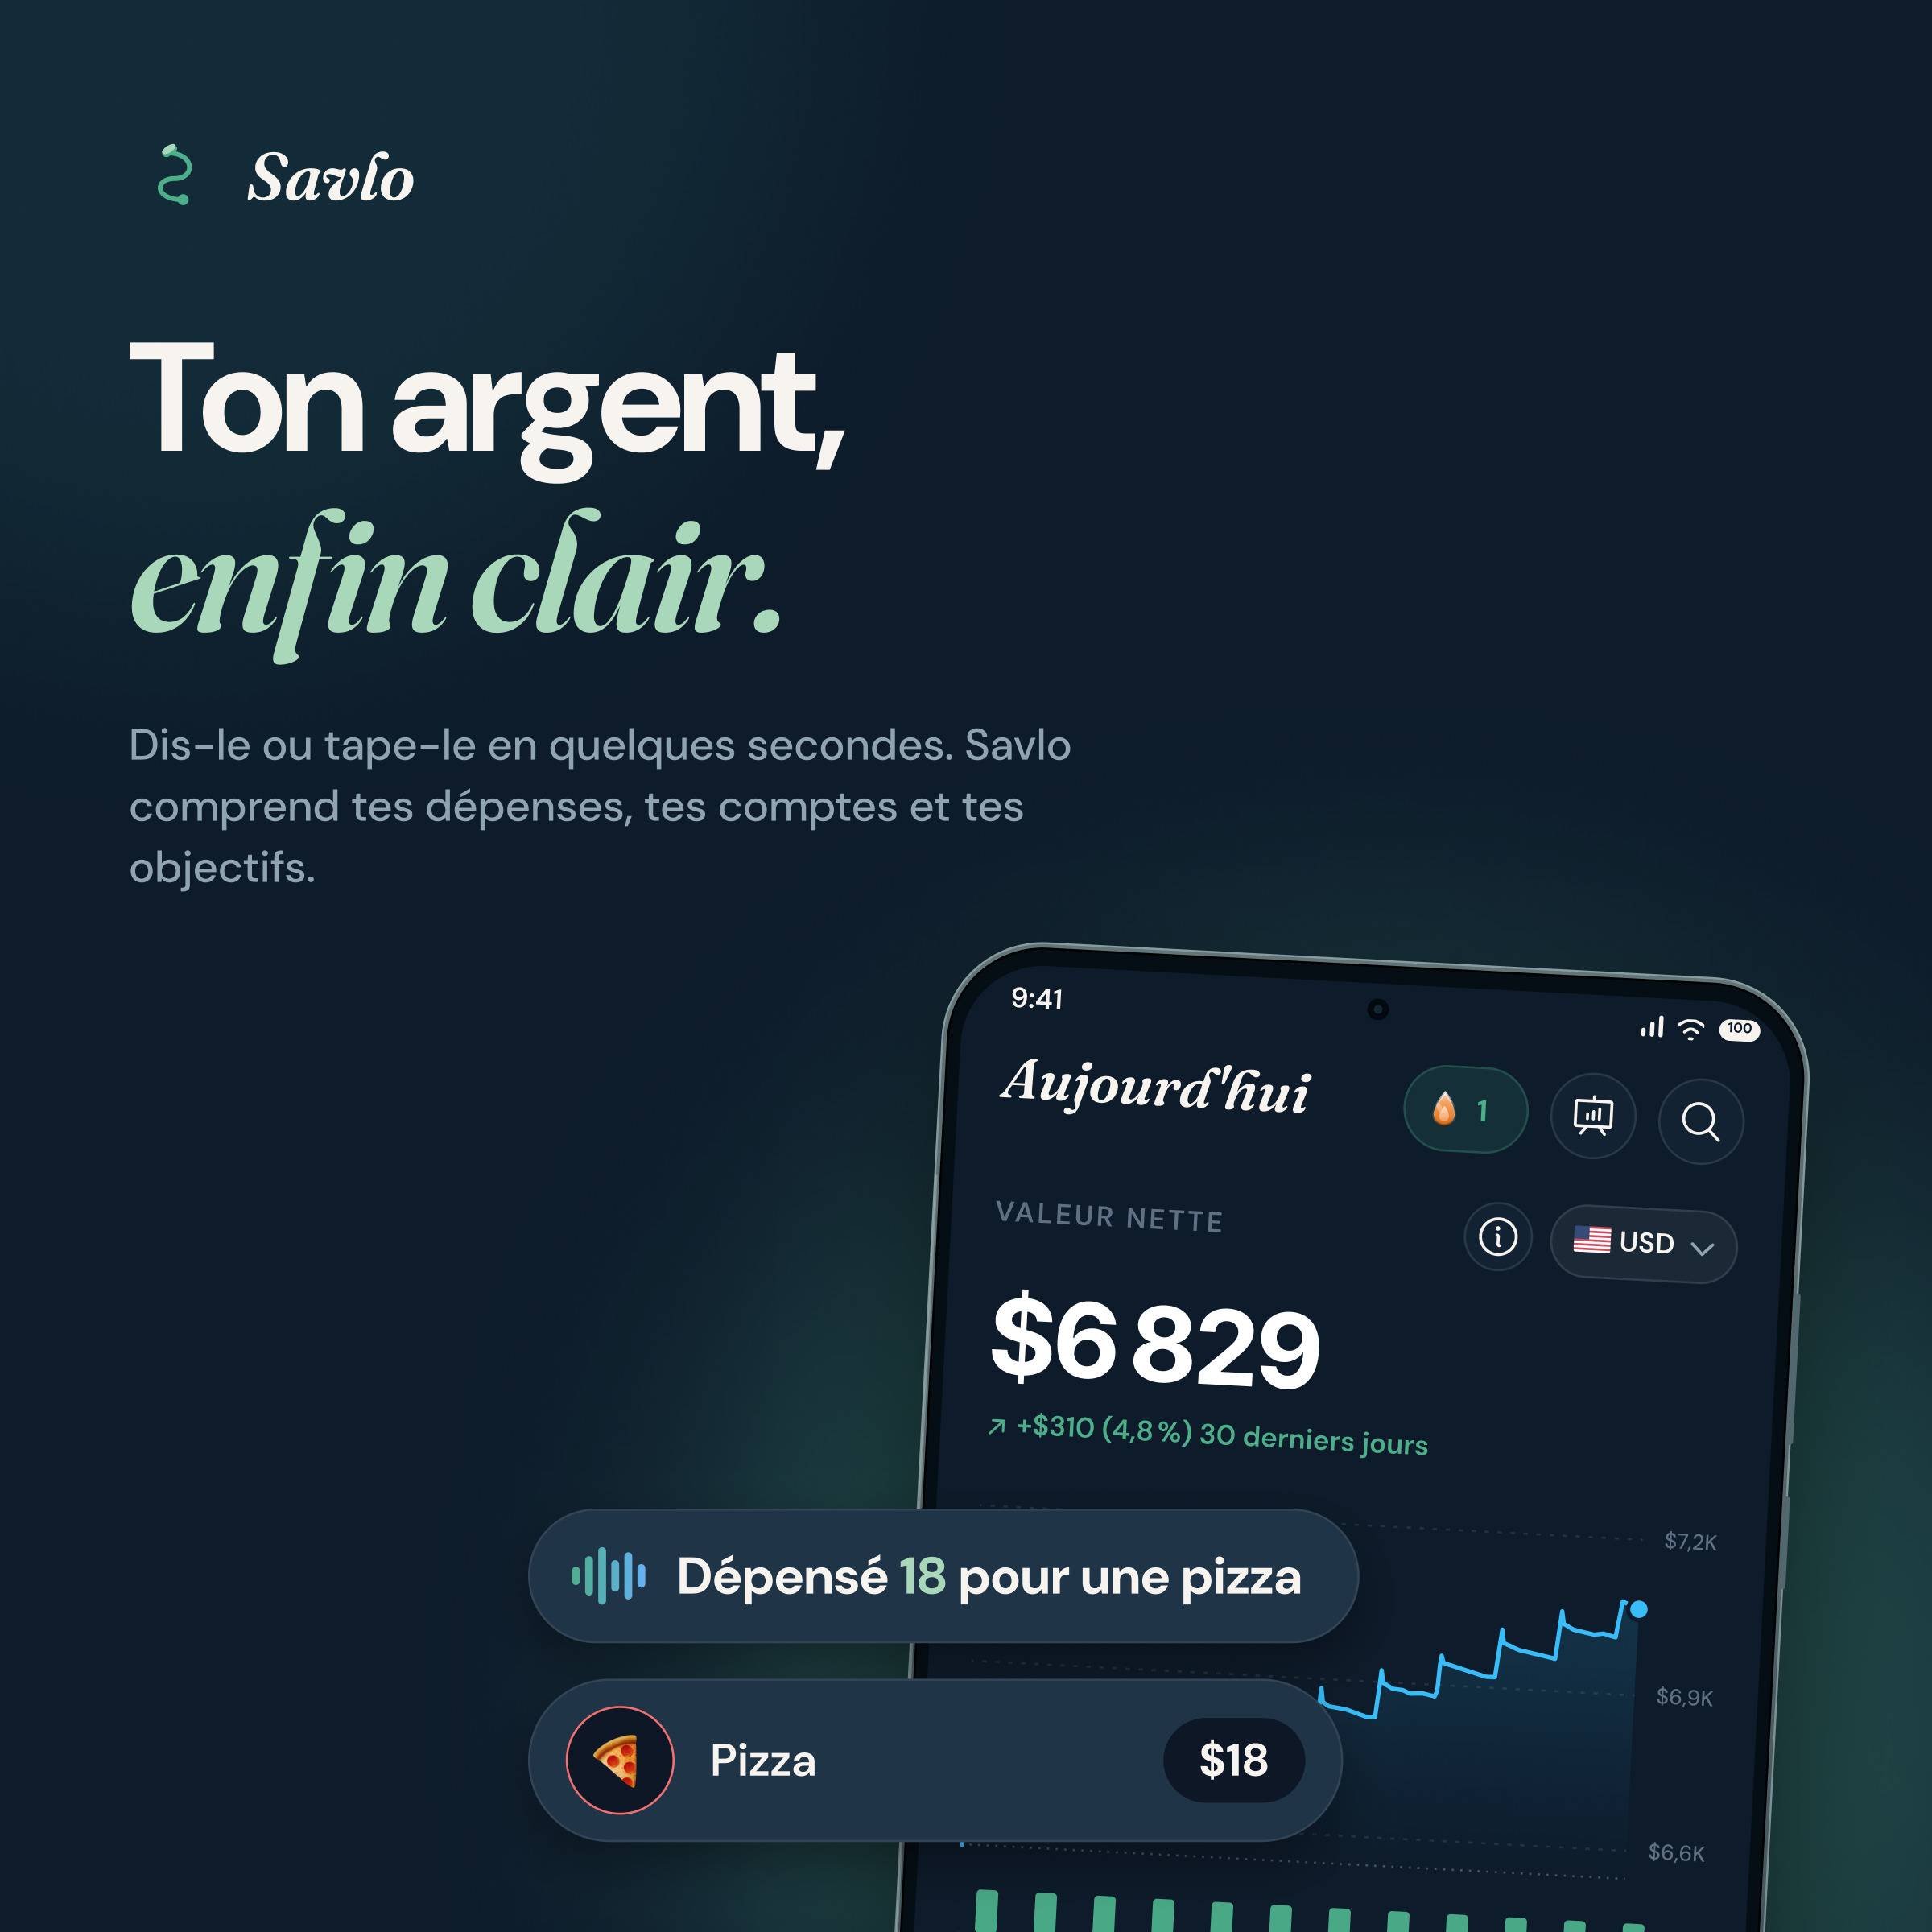 Savlo
Ton argent,
enfin clair.
Dis-le ou tape-le en quelques secondes. Savlo
comprend tes dépenses, tes comptes et tes
objectifs.
9:41
100
Aujourd'hui
1
VALEUR NETTE
USD
$6 829
+$310 (4,8 %) 30 derniers jours
$7,2K
Dépensé 18 pour une pizza
$6,9K
Pizza
$18
$6,6K